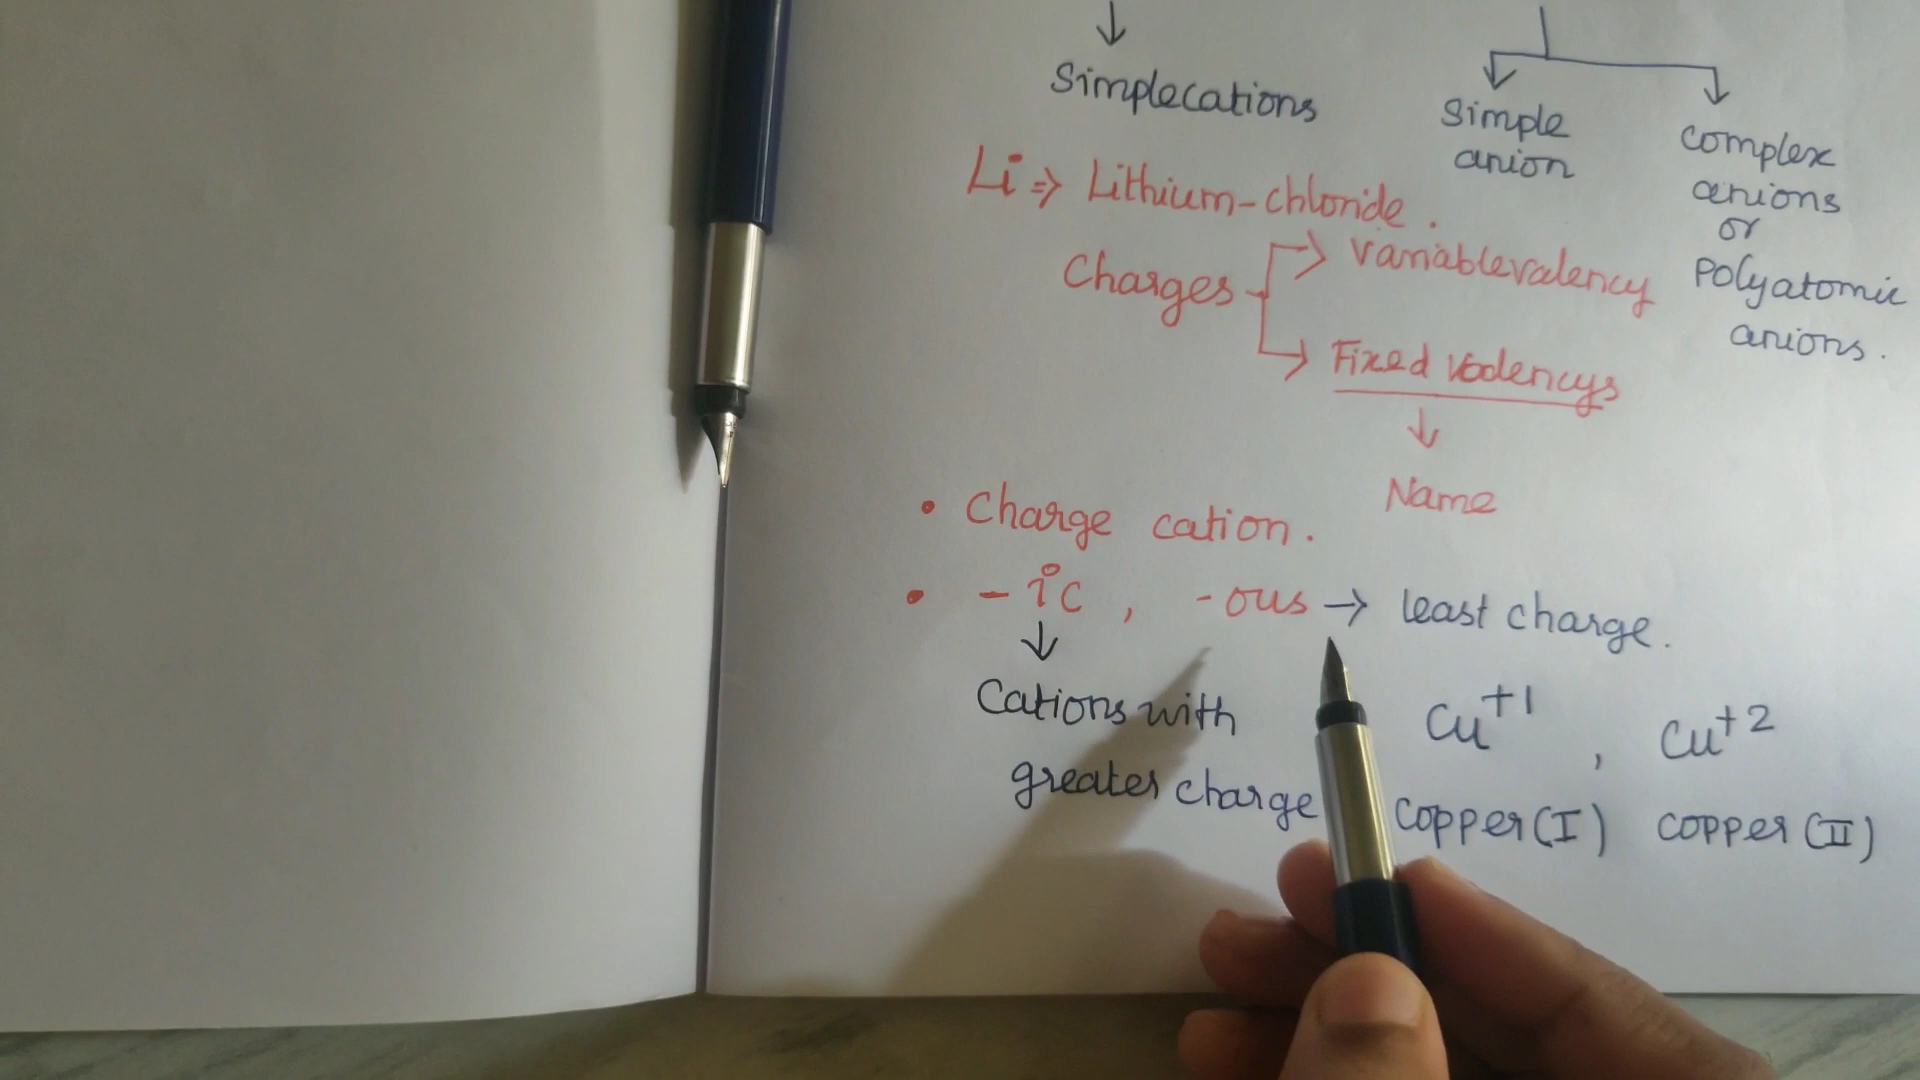 Simplecations
Simple
anion
complex
anions
or
Polyatomic
anions.
Li => Lithium-chloride.
Charges
variablevalency
Fixed valencys
Name
• Charge cation.
• -ic, -ous → least charge.
Cations with
greater charge
Cu+1, Cu+2
copper(I) copper(II)